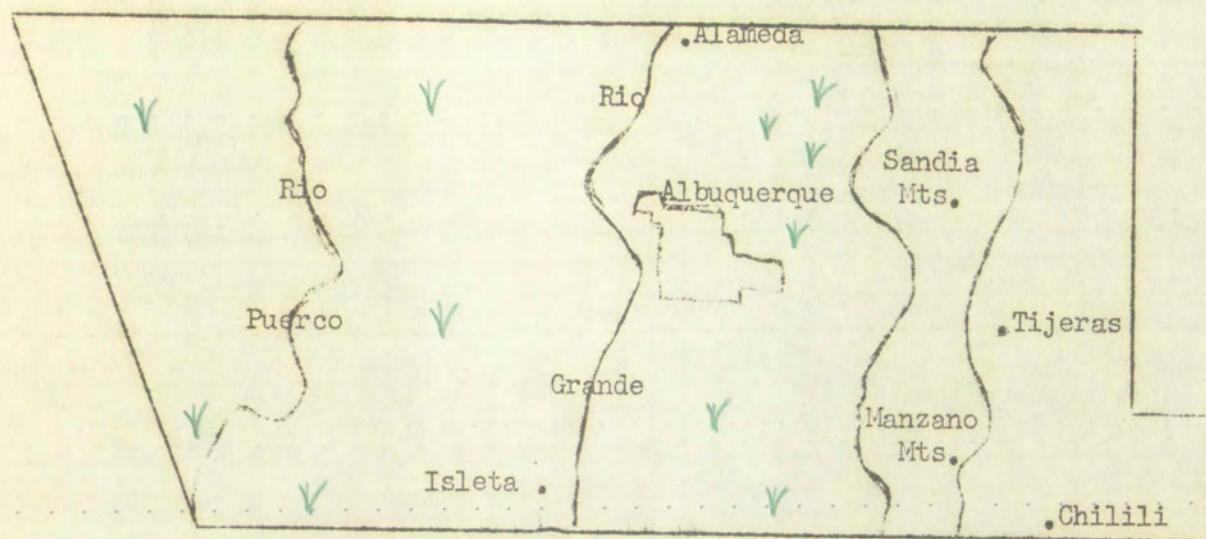 Alameda
Rio
Sandia
Mts.
Rio
Albuquerque
Puerco
Tijeras
Grande
Manzano
Mts.
Isleta
Chilili